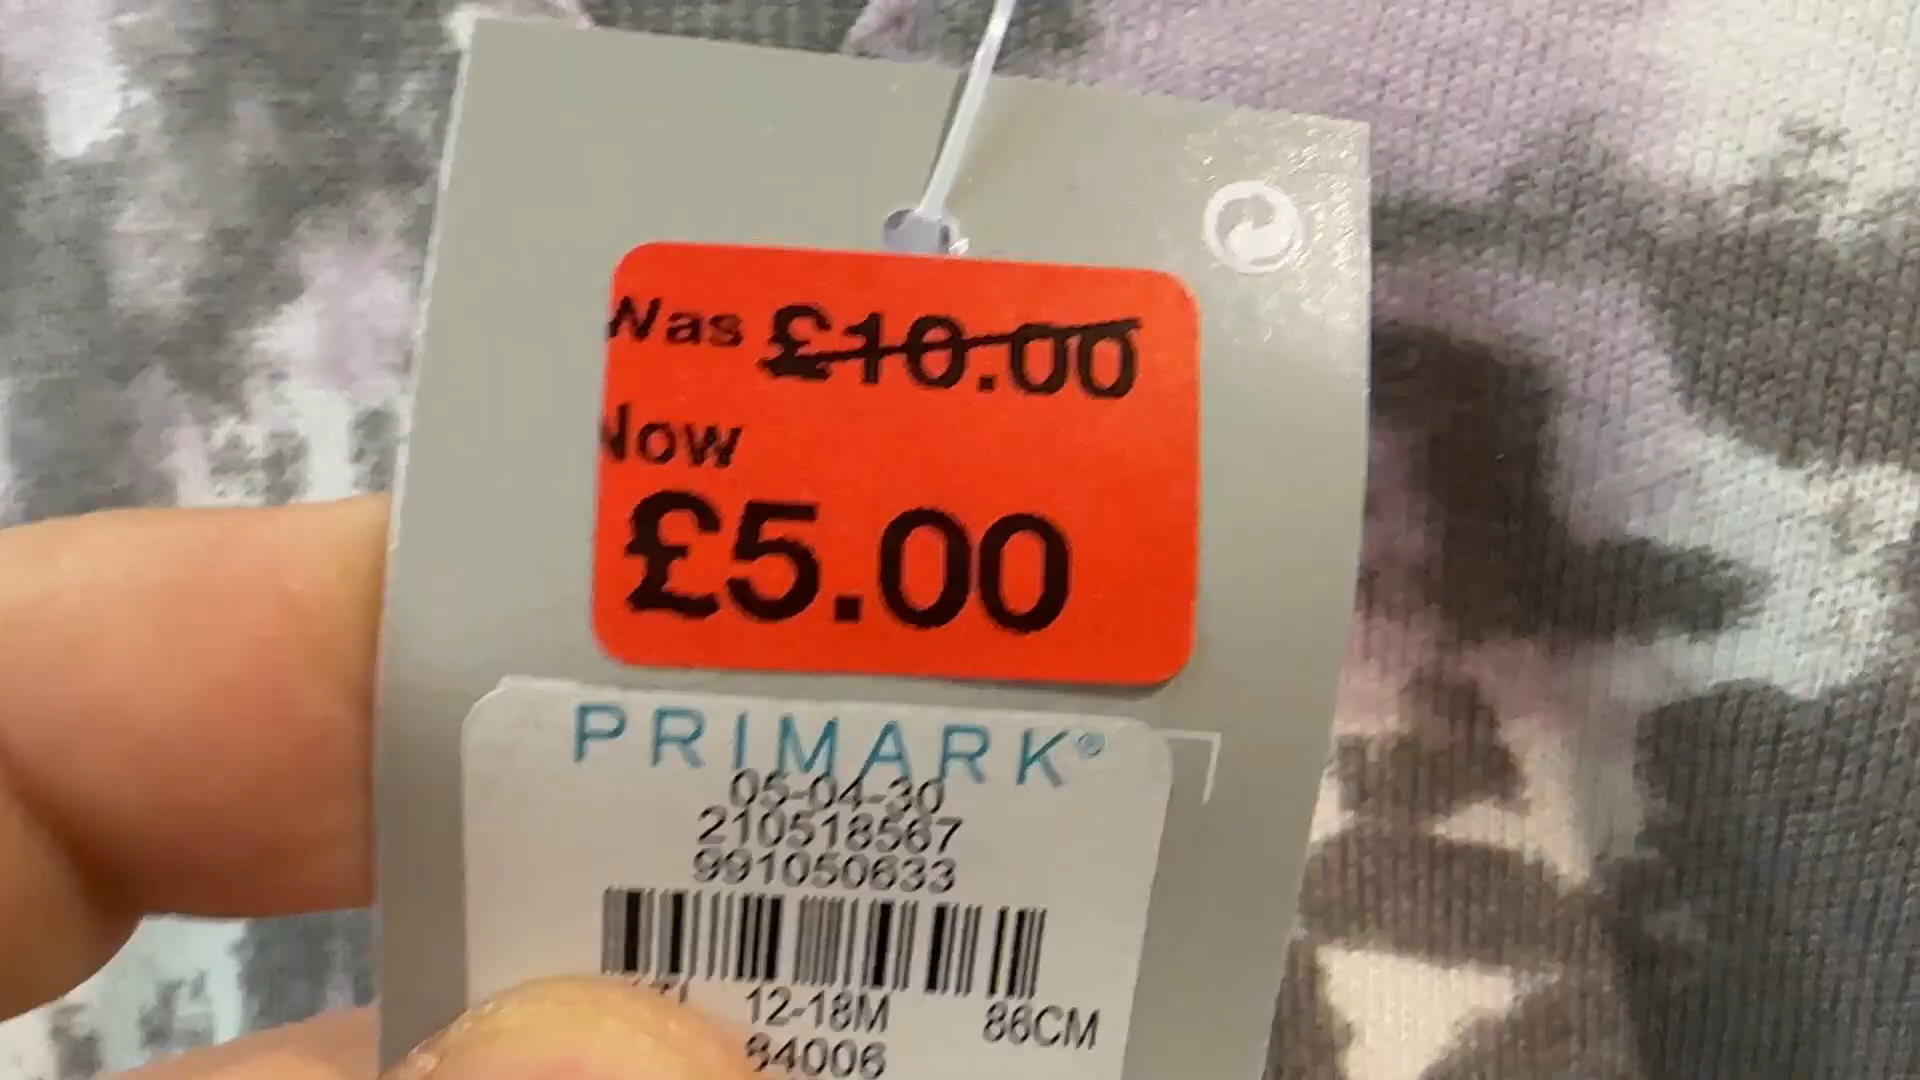 Was £10.00
Now
£5.00
PRIMARK®
05-04-30
210518567
991050633
12-18M 86CM
84006